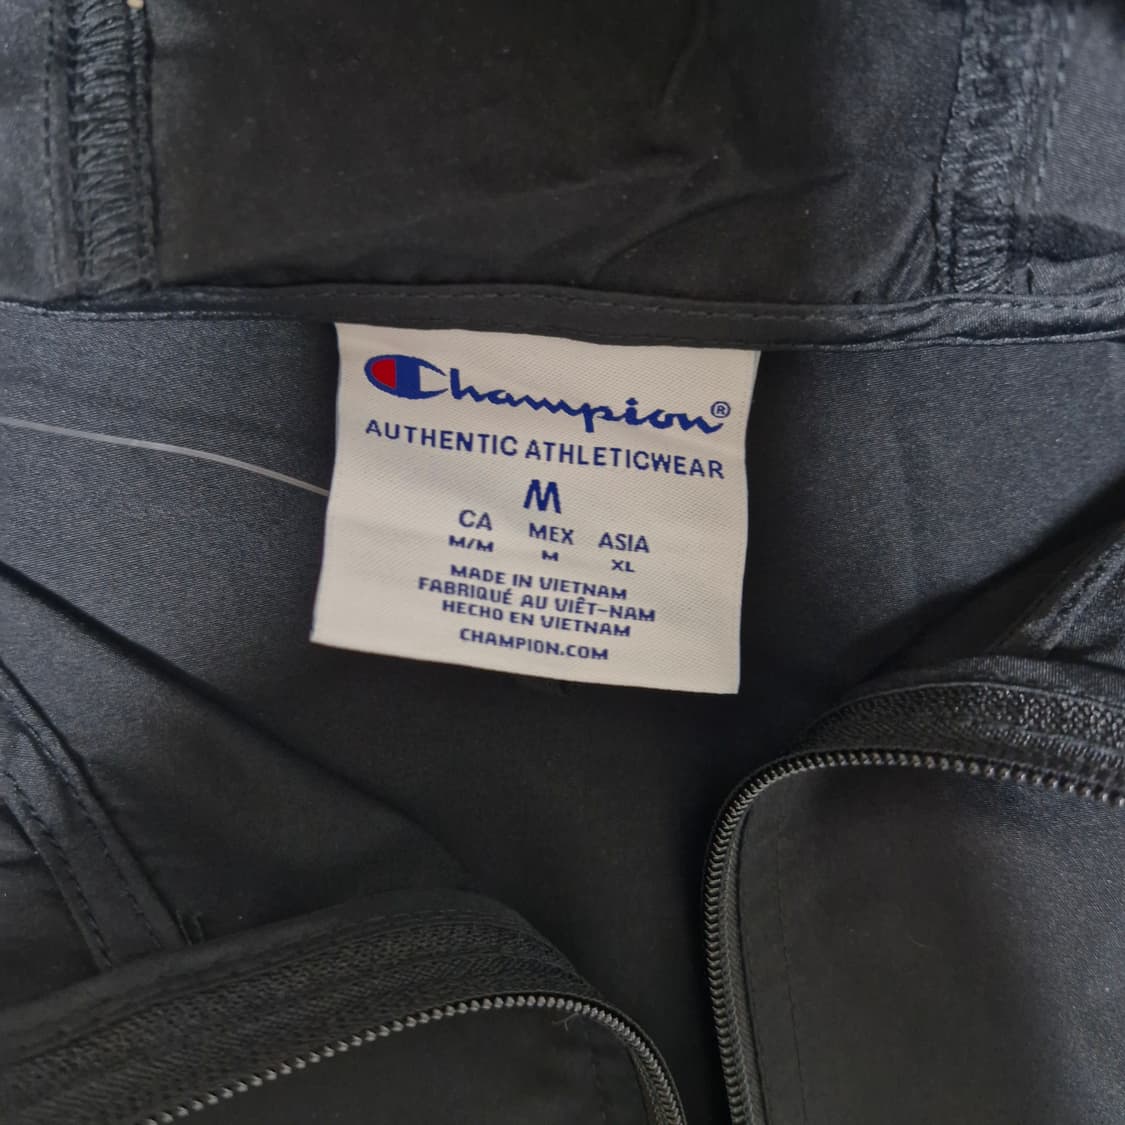 Champion®
AUTHENTIC ATHLETICWEAR
M
CA MEX ASIA
M/M M XL
MADE IN VIETNAM
FABRIQUÉ AU VIÊT-NAM
HECHO EN VIETNAM
CHAMPION.COM